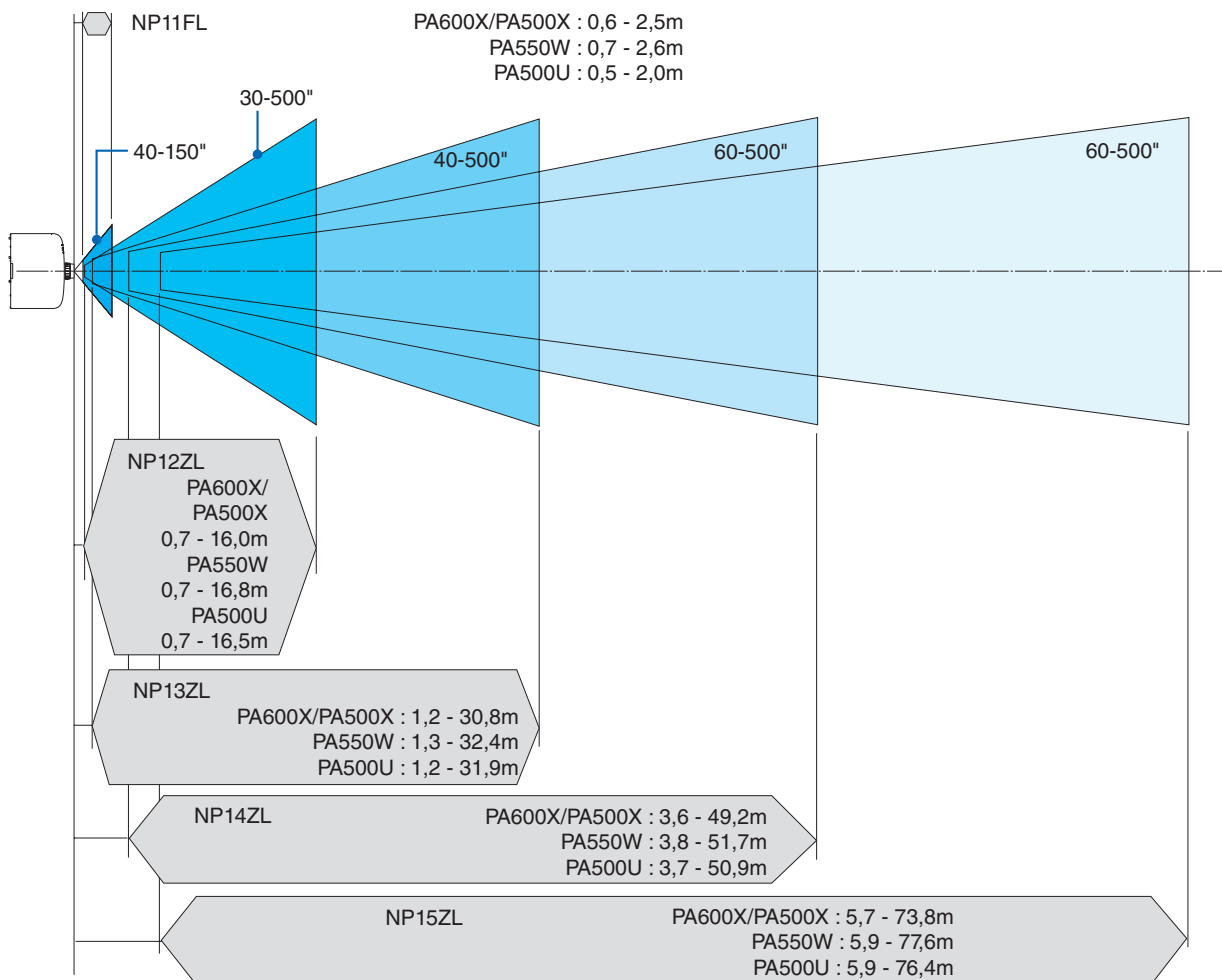 NP11FL
PA600X/PA500X : 0,6 - 2,5m
PA550W : 0,7 - 2,6m
PA500U : 0,5 - 2,0m
30-500"
40-150"
40-500"
60-500"
60-500"
NP12ZL
PA600X/
PA500X
0,7 - 16,0m
PA550W
0,7 - 16,8m
PA500U
0,7 - 16,5m
NP13ZL
PA600X/PA500X : 1,2 - 30,8m
PA550W : 1,3 - 32,4m
PA500U : 1,2 - 31,9m
NP14ZL
PA600X/PA500X : 3,6 - 49,2m
PA550W : 3,8 - 51,7m
PA500U : 3,7 - 50,9m
NP15ZL
PA600X/PA500X : 5,7 - 73,8m
PA550W : 5,9 - 77,6m
PA500U : 5,9 - 76,4m